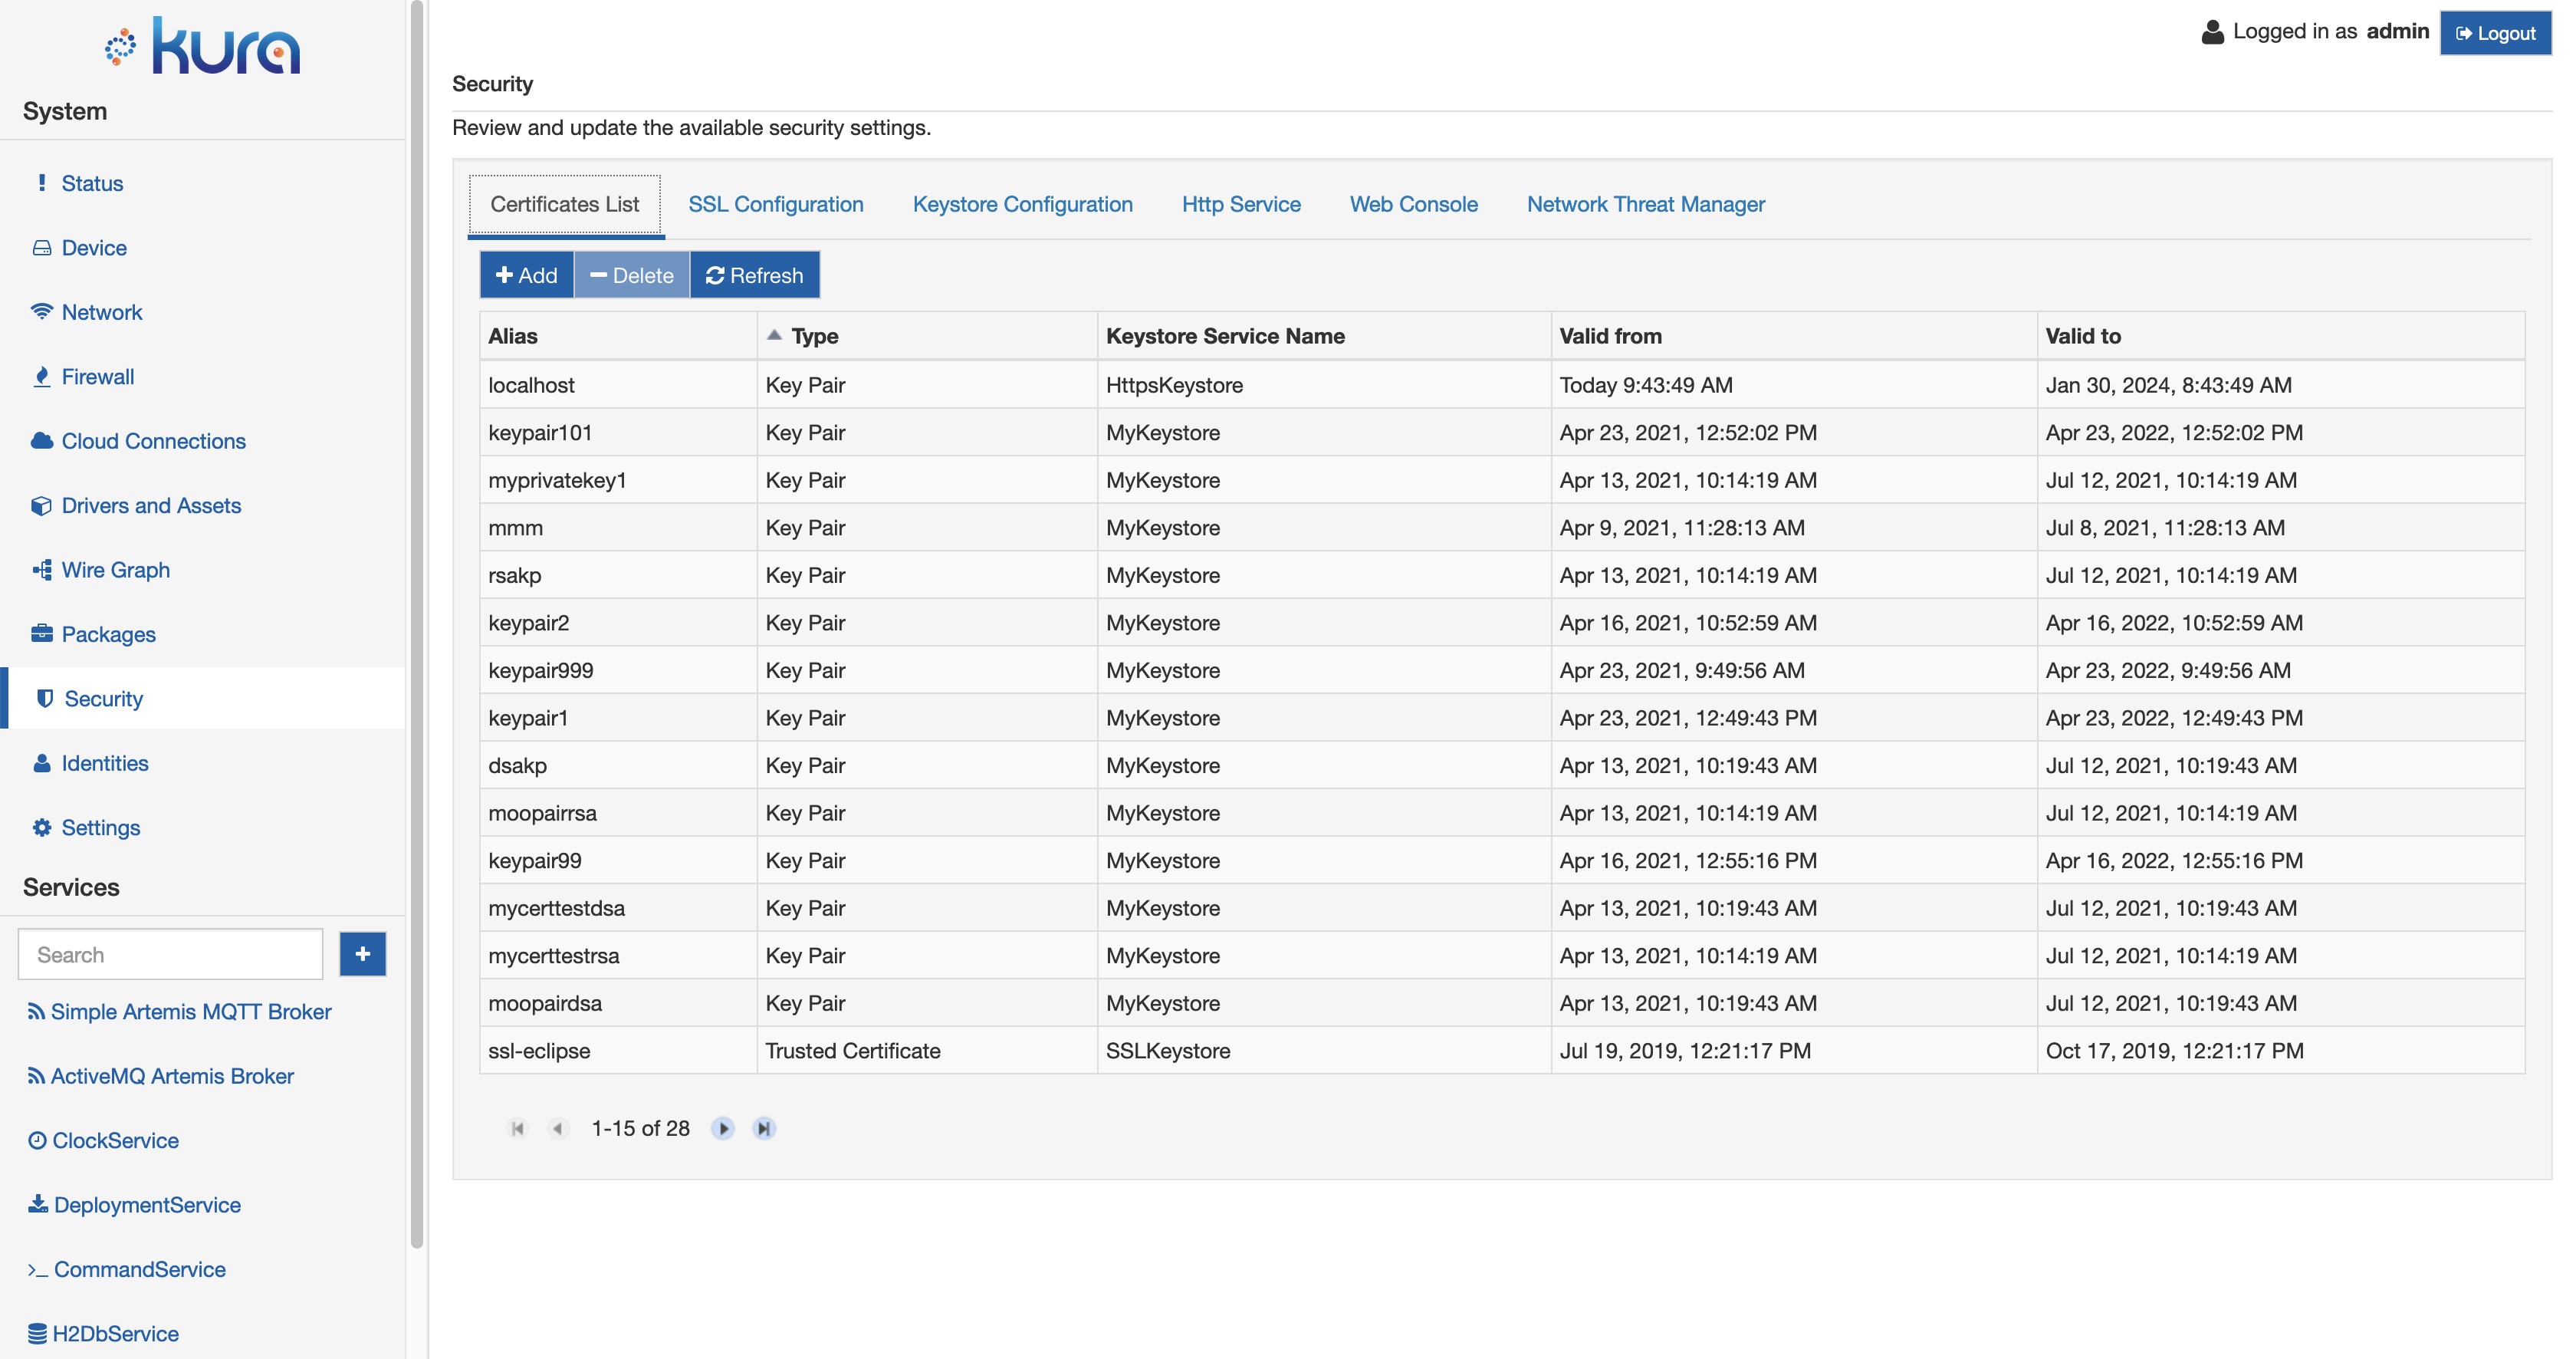 kura
System
Status
Device
Network
Firewall
Cloud Connections
Drivers and Assets
Wire Graph
Packages
Security
Identities
Settings
Services
Search
Simple Artemis MQTT Broker
ActiveMQ Artemis Broker
ClockService
DeploymentService
CommandService
H2DbService
Logged in as admin Logout
Security
Review and update the available security settings.
Certificates List SSL Configuration Keystore Configuration Http Service Web Console Network Threat Manager
Add Delete Refresh
Alias Type Keystore Service Name Valid from Valid to
localhost Key Pair HttpsKeystore Today 9:43:49 AM Jan 30, 2024, 8:43:49 AM
keypair101 Key Pair MyKeystore Apr 23, 2021, 12:52:02 PM Apr 23, 2022, 12:52:02 PM
myprivatekey1 Key Pair MyKeystore Apr 13, 2021, 10:14:19 AM Jul 12, 2021, 10:14:19 AM
mmm Key Pair MyKeystore Apr 9, 2021, 11:28:13 AM Jul 8, 2021, 11:28:13 AM
rsakp Key Pair MyKeystore Apr 13, 2021, 10:14:19 AM Jul 12, 2021, 10:14:19 AM
keypair2 Key Pair MyKeystore Apr 16, 2021, 10:52:59 AM Apr 16, 2022, 10:52:59 AM
keypair999 Key Pair MyKeystore Apr 23, 2021, 9:49:56 AM Apr 23, 2022, 9:49:56 AM
keypair1 Key Pair MyKeystore Apr 23, 2021, 12:49:43 PM Apr 23, 2022, 12:49:43 PM
dsakp Key Pair MyKeystore Apr 13, 2021, 10:19:43 AM Jul 12, 2021, 10:19:43 AM
moopairrsa Key Pair MyKeystore Apr 13, 2021, 10:14:19 AM Jul 12, 2021, 10:14:19 AM
keypair99 Key Pair MyKeystore Apr 16, 2021, 12:55:16 PM Apr 16, 2022, 12:55:16 PM
mycerttestdsa Key Pair MyKeystore Apr 13, 2021, 10:19:43 AM Jul 12, 2021, 10:19:43 AM
mycerttestrsa Key Pair MyKeystore Apr 13, 2021, 10:14:19 AM Jul 12, 2021, 10:14:19 AM
moopairdsa Key Pair MyKeystore Apr 13, 2021, 10:19:43 AM Jul 12, 2021, 10:19:43 AM
ssl-eclipse Trusted Certificate SSLKeystore Jul 19, 2019, 12:21:17 PM Oct 17, 2019, 12:21:17 PM
1-15 of 28